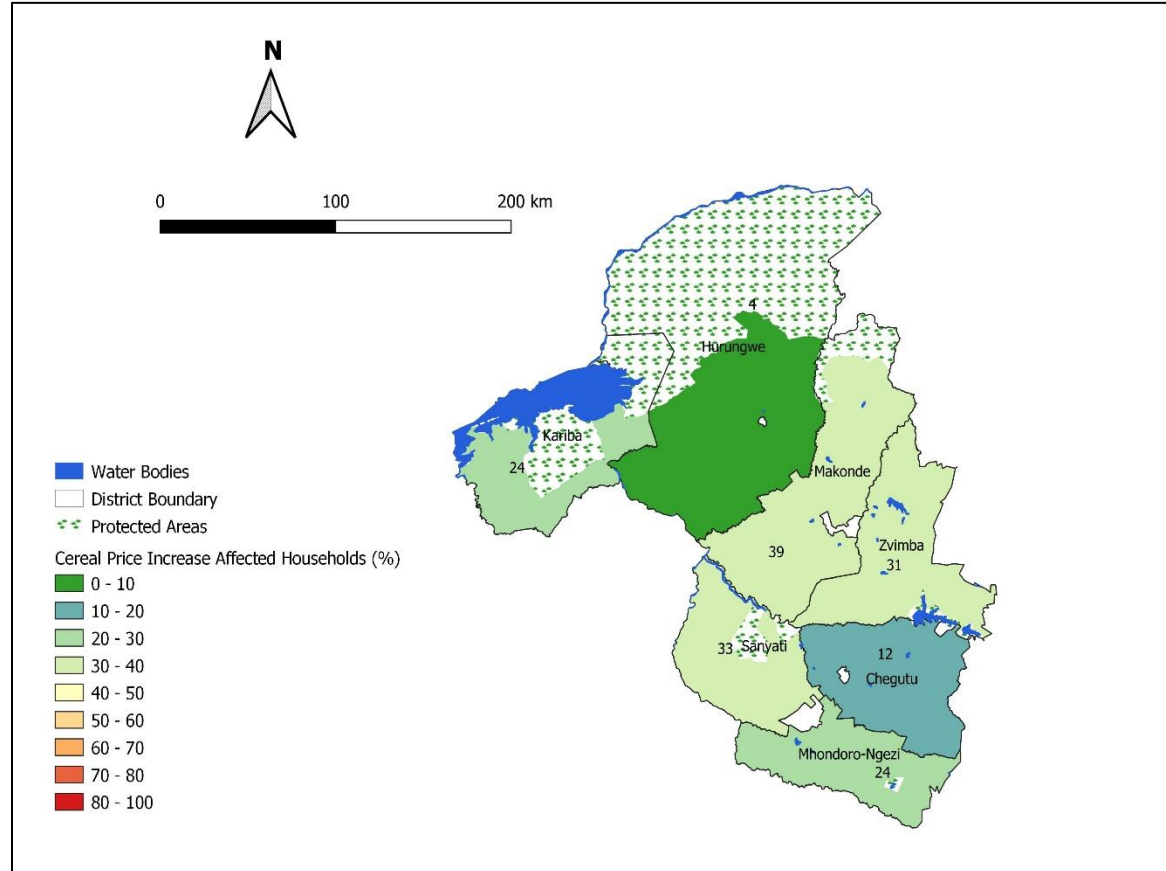 N
0 100 200 km
4
Hurungwe
Kariba
24
Makonde
39
Zvimba
31
33 Sanyati
12
Chegutu
Mhondoro-Ngezi
24
Water Bodies
District Boundary
Protected Areas
Cereal Price Increase Affected Households (%)
0 - 10
10 - 20
20 - 30
30 - 40
40 - 50
50 - 60
60 - 70
70 - 80
80 - 100